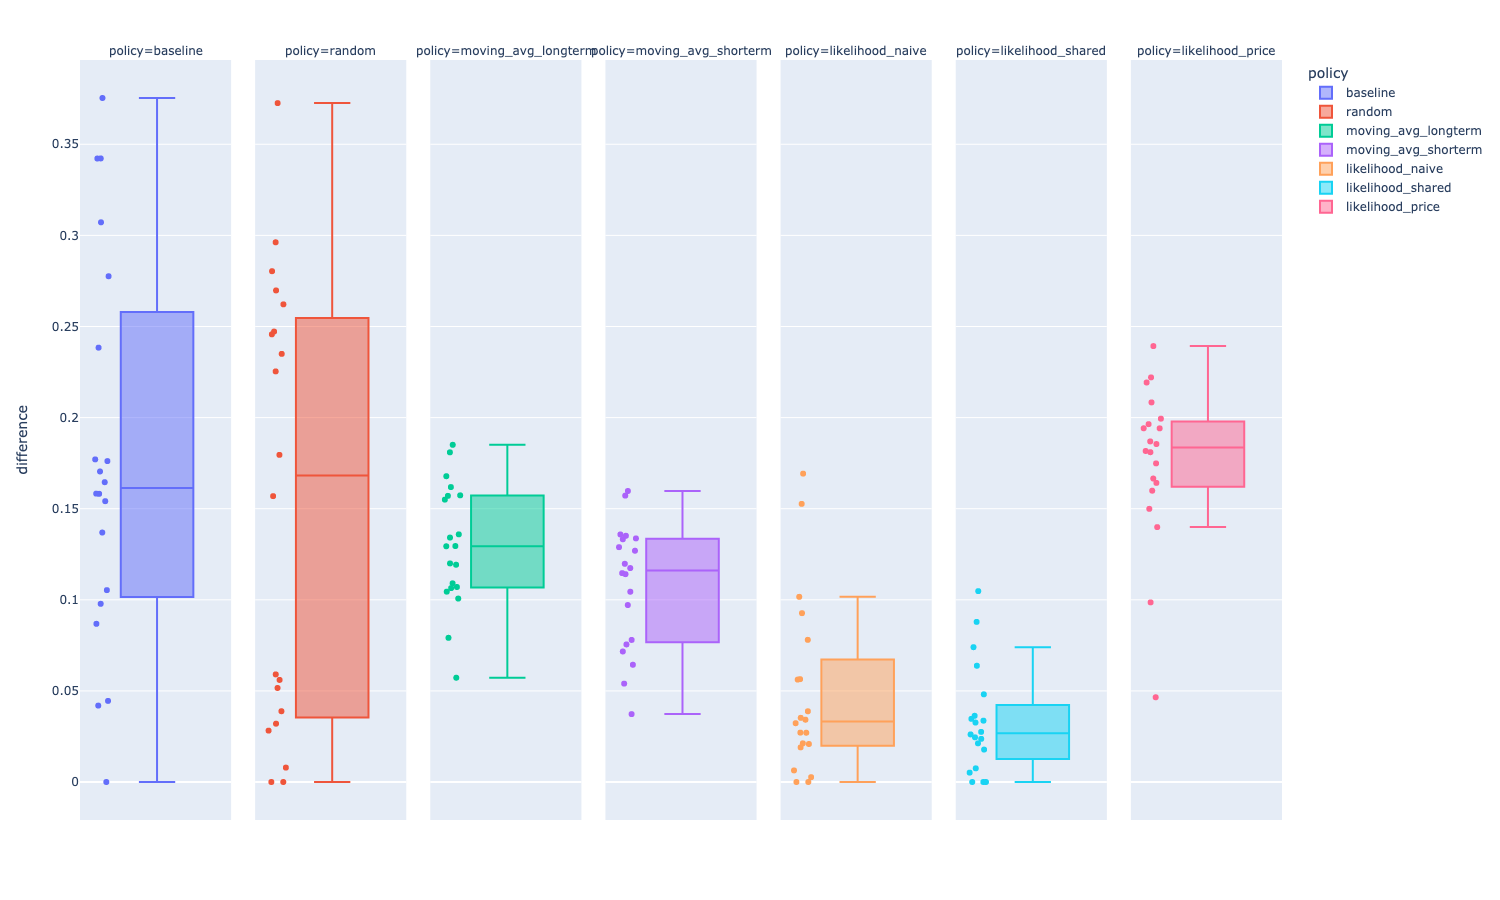 policy=baseline
policy=random
policy=moving_avg_longterm
policy=moving_avg_shorterm
policy=likelihood_naive
policy=likelihood_shared
policy=likelihood_price
policy
baseline
random
moving_avg_longterm
moving_avg_shorterm
likelihood_naive
likelihood_shared
likelihood_price
0.35
0.3
0.25
0.2
0.15
0.1
0.05
0
difference